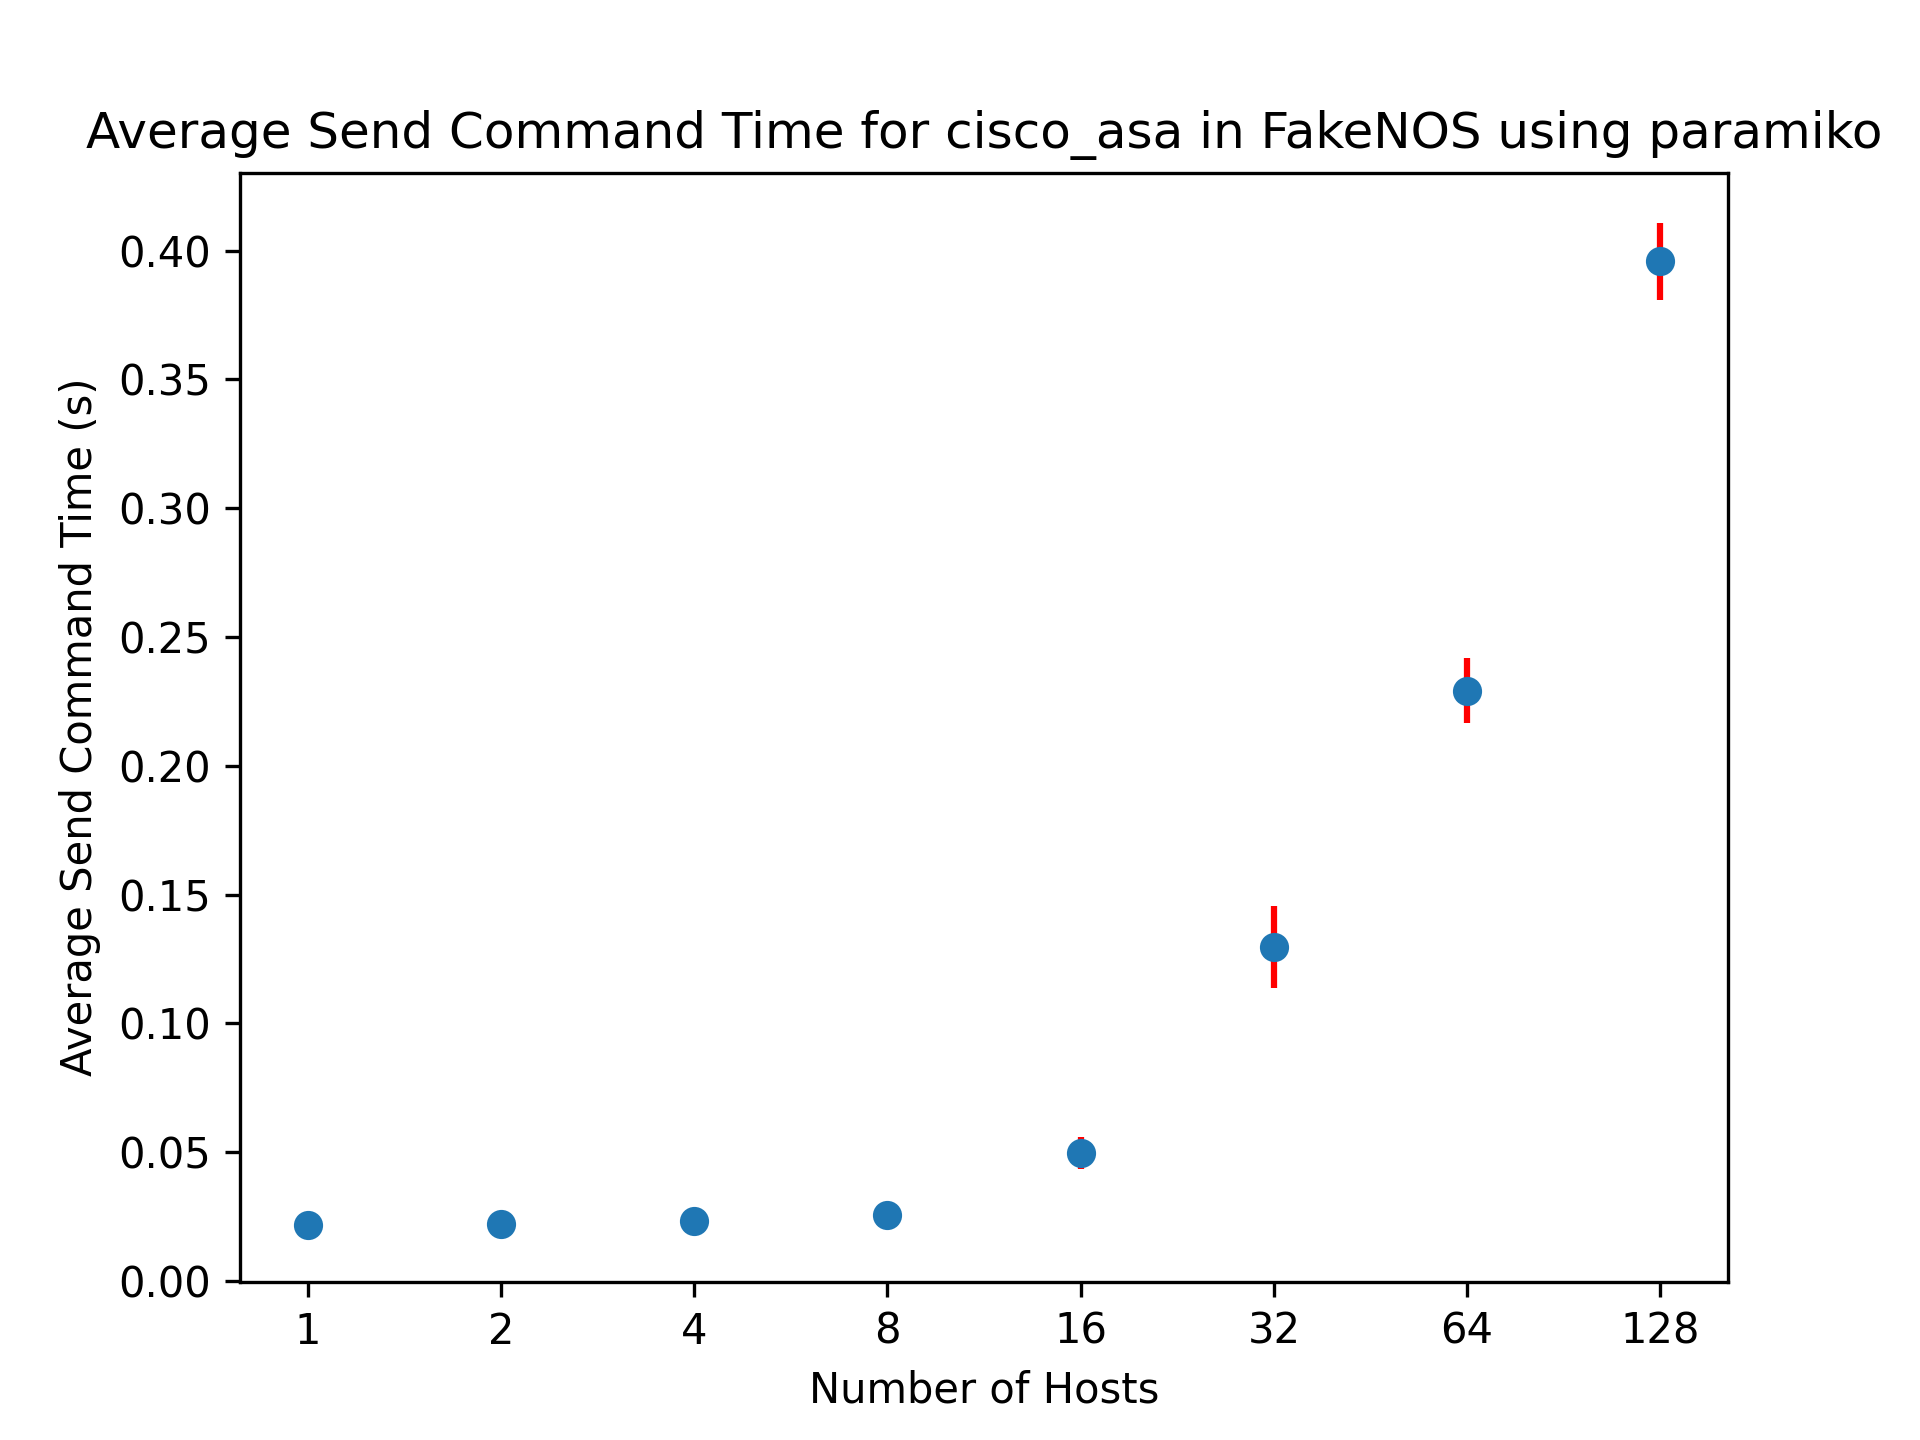 Average Send Command Time for cisco_asa in FakeNOS using paramiko
Average Send Command Time (s)
0.40
0.35
0.30
0.25
0.20
0.15
0.10
0.05
0.00
1 2 4 8 16 32 64 128
Number of Hosts